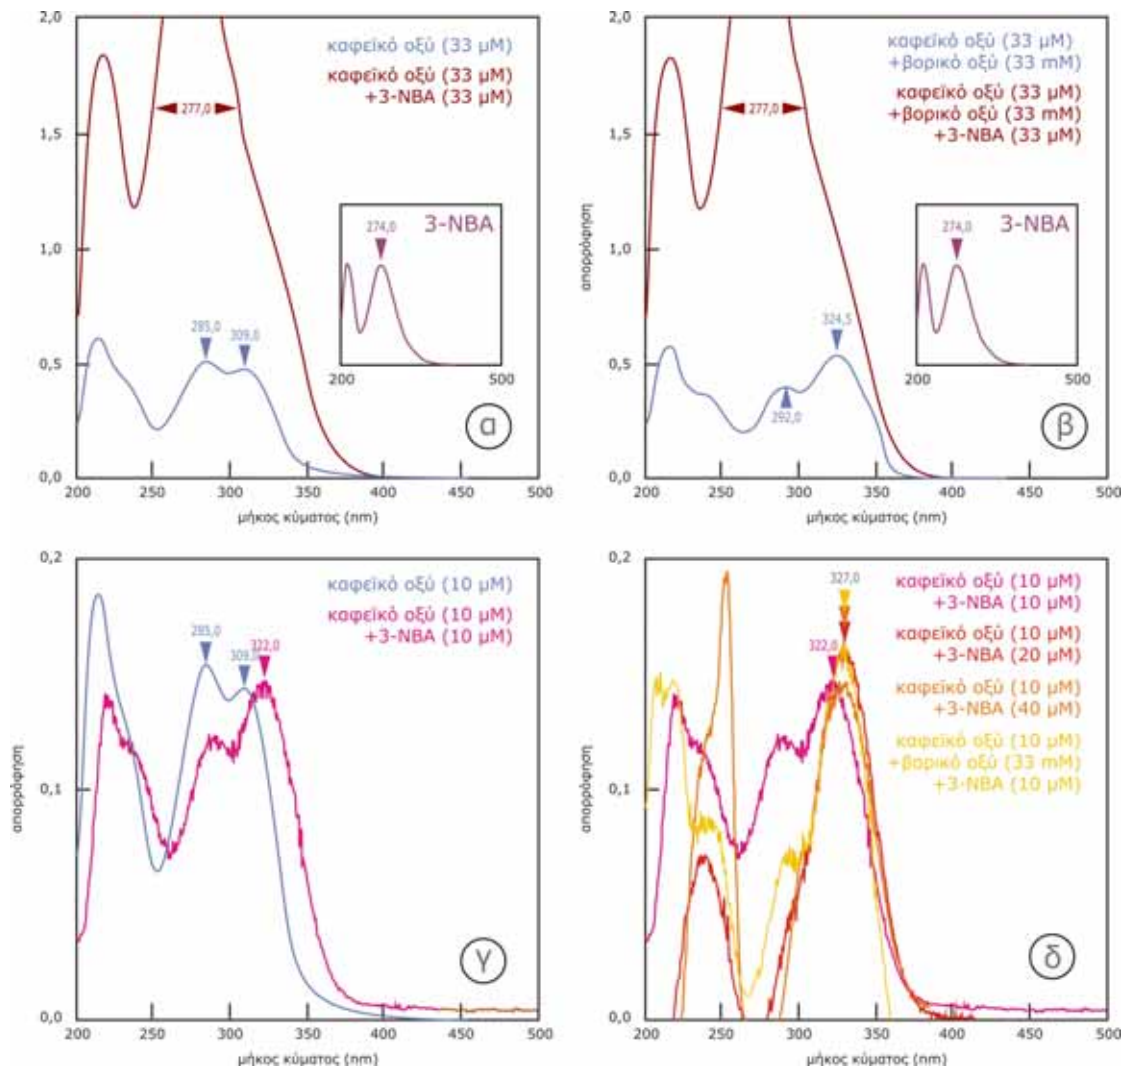 2,0
1,5
1,0
0,5
0,0
απορρόφηση
καφεϊκό οξύ (33 μM)
καφεϊκό οξύ (33 μM)
+3-NBA (33 μM)
277,0
3-NBA
274,0
200 500
285,0
309,0
α
200 250 300 350 400 450 500
μήκος κύματος (nm)
2,0
1,5
1,0
0,5
0,0
απορρόφηση
καφεϊκό οξύ (33 μM)
+βορικό οξύ (33 mM)
καφεϊκό οξύ (33 μM)
+βορικό οξύ (33 mM)
+3-NBA (33 μM)
277,0
3-NBA
274,0
200 500
324,5
292,0
β
200 250 300 350 400 450 500
μήκος κύματος (nm)
0,2
0,1
0,0
απορρόφηση
καφεϊκό οξύ (10 μM)
καφεϊκό οξύ (10 μM)
+3-NBA (10 μM)
285,0
309,0
322,0
γ
200 250 300 350 400 450 500
μήκος κύματος (nm)
0,2
0,1
0,0
απορρόφηση
327,0
322,0
καφεϊκό οξύ (10 μM)
+3-NBA (10 μM)
καφεϊκό οξύ (10 μM)
+3-NBA (20 μM)
καφεϊκό οξύ (10 μM)
+3-NBA (40 μM)
καφεϊκό οξύ (10 μM)
+βορικό οξύ (33 mM)
+3-NBA (10 μM)
δ
200 250 300 350 400 450 500
μήκος κύματος (nm)